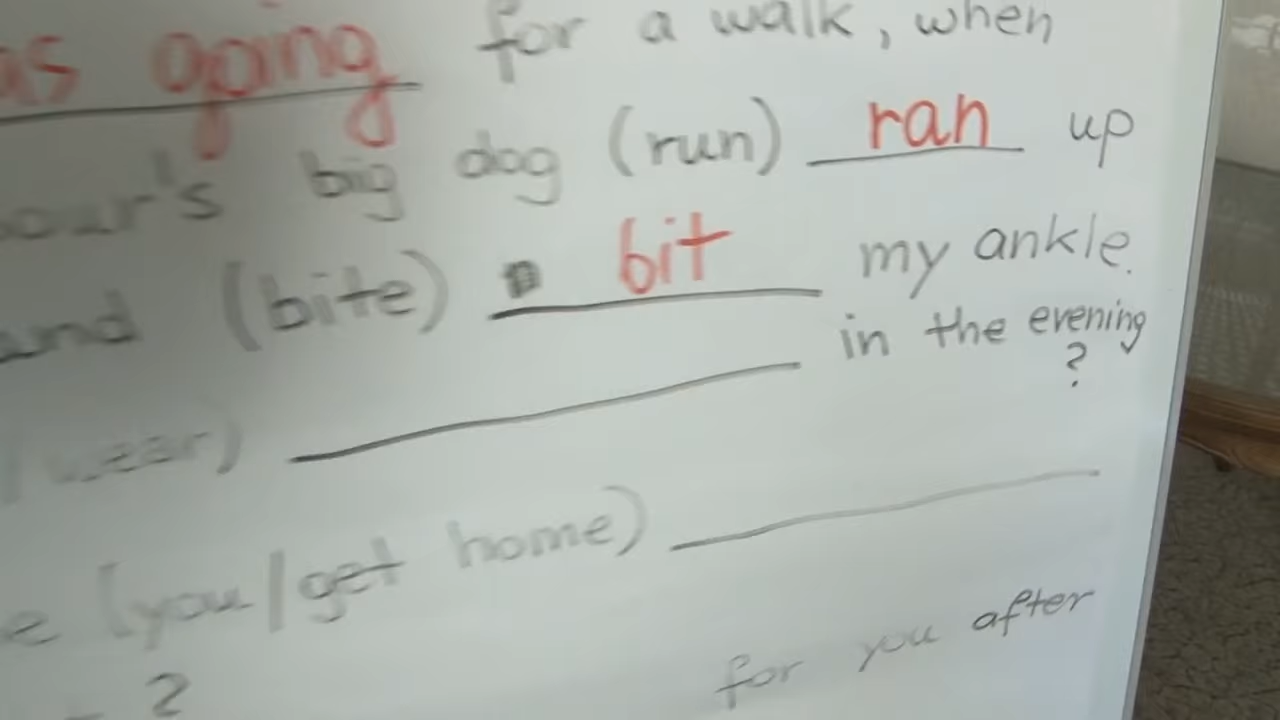 as going for a walk, when
our's big dog (run) ran up
and (bite) bit my ankle.
/wear) in the evening
?
e (you/get home)
? for you after